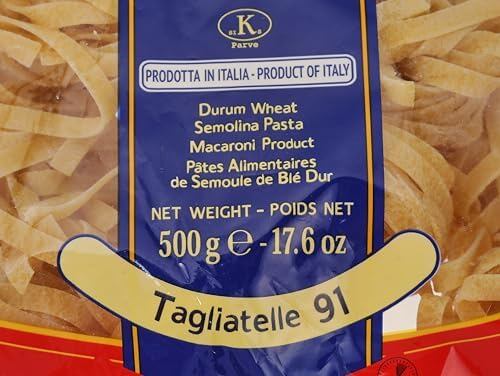 K
Parve
PRODOTTA IN ITALIA - PRODUCT OF ITALY
Durum Wheat
Semolina Pasta
Macaroni Product
Pâtes Alimentaires
de Semoule de Blé Dur
NET WEIGHT - POIDS NET
500 g ℮ - 17.6 oz
Tagliatelle 91